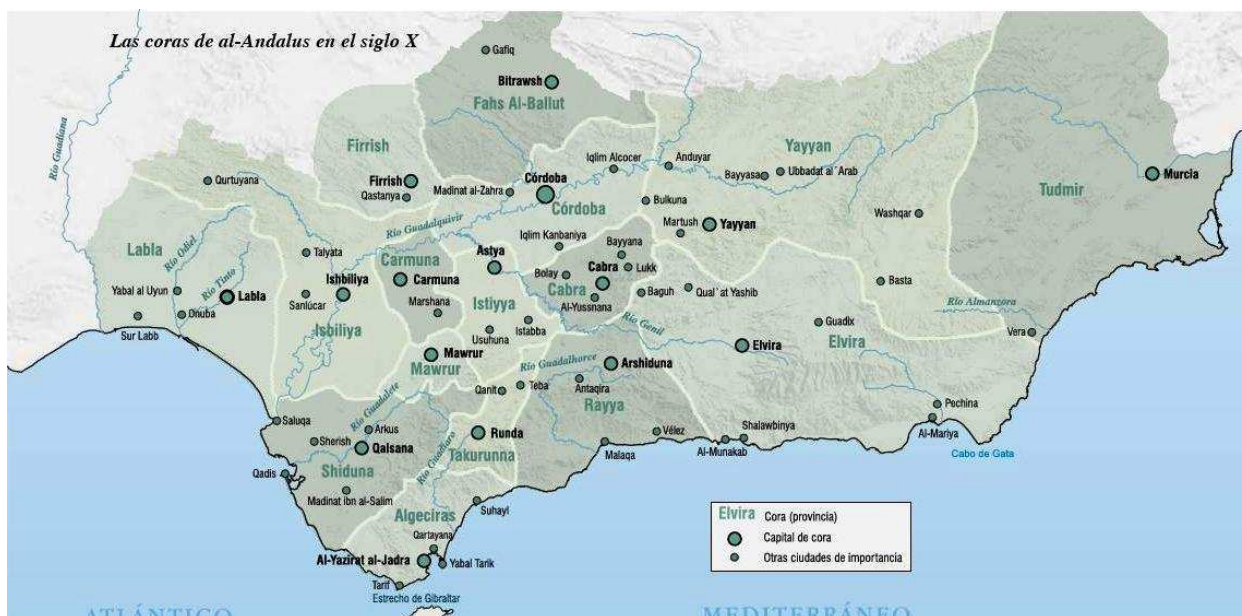 Las coras de al-Andalus en el siglo X
Gafiq
Bitrawsh
Fahs Al-Ballut
Río Guadiana
Firrish
Firrish
Qastanya
Qurtuyana
Madinat al-Zahra
Córdoba
Córdoba
Iqlim Alcocer
Anduyar
Yayyan
Bayyasa
Ubbadat al´Arab
Murcia
Tudmir
Bulkuna
Martush
Yayyan
Washqar
Labla
Río Odiel
Río Tinto
Talyata
Río Guadalquivir
Iqlim Kanbaniya
Carmuna
Carmuna
Marshana
Astya
Istiyya
Bayyana
Bolay
Cabra
Lukk
Cabra
Al-Yussnana
Baguh
Qual´at Yashib
Basta
Yabal al Uyun
Labla
Onuba
Sur Labb
Sanlúcar
Ishbiliya
Isbiliya
Usuhuna
Istabba
Río Genil
Guadix
Elvira
Elvira
Río Almanzora
Vera
Mawrur
Mawrur
Río Guadalhorce
Arshiduna
Qanit
Teba
Antaqira
Rayya
Pechina
Al-Mariya
Saluqa
Río Guadalete
Sherish
Arkus
Qalsana
Runda
Takurunna
Vélez
Malaqa
Al-Munakab
Shalawbinya
Cabo de Gata
Qadis
Shiduna
Madinat ibn al-Salim
Río Guadiaro
Algeciras
Suhayl
Qartayana
Al-Yazirat al-Jadra
Yabal Tarik
Tarif
Estrecho de Gibraltar
Elvira Cora (provincia)
Capital de cora
Otras ciudades de importancia
ATLÁNTICO
MEDITERRÁNEO